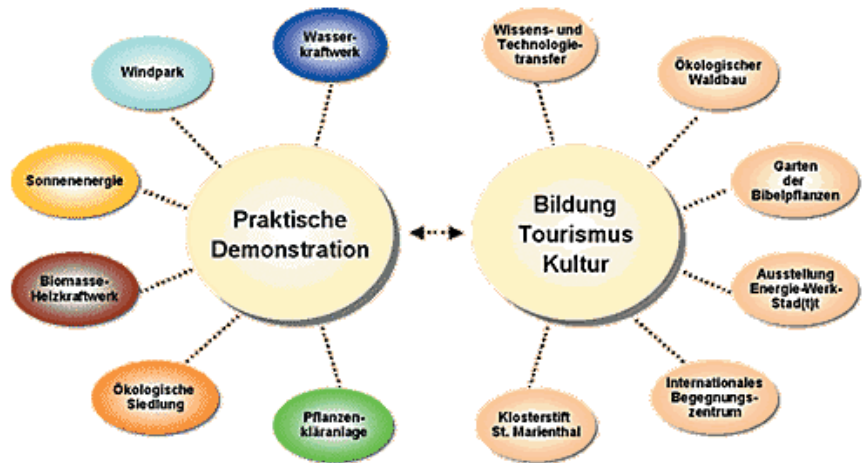 Wasser-
kraftwerk
Windpark
Sonnenenergie
Biomasse-
Heizkraftwerk
Ökologische
Siedlung
Pflanzen-
kläranlage
Praktische
Demonstration
Bildung
Tourismus
Kultur
Wissens- und
Technologie-
transfer
Ökologischer
Waldbau
Garten
der
Bibelpflanzen
Ausstellung
Energie-Werk-
Stad(t)t
Internationales
Begegnungs-
zentrum
Klosterstift
St. Marienthal